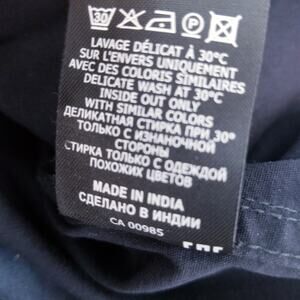 30
LAVAGE DÉLICAT À 30°C
SUR L'ENVERS UNIQUEMENT
AVEC DES COLORIS SIMILAIRES
DELICATE WASH AT 30°C
INSIDE OUT ONLY
WITH SIMILAR COLORS
ДЕЛИКАТНАЯ СТИРКА ПРИ 30°
ТОЛЬКО С ИЗНАНОЧНОЙ
СТОРОНЫ
СТИРКА ТОЛЬКО С ОДЕЖДОЙ
ПОХОЖИХ ЦВЕТОВ
MADE IN INDIA
СДЕЛАНО В ИНДИИ
CA 00985